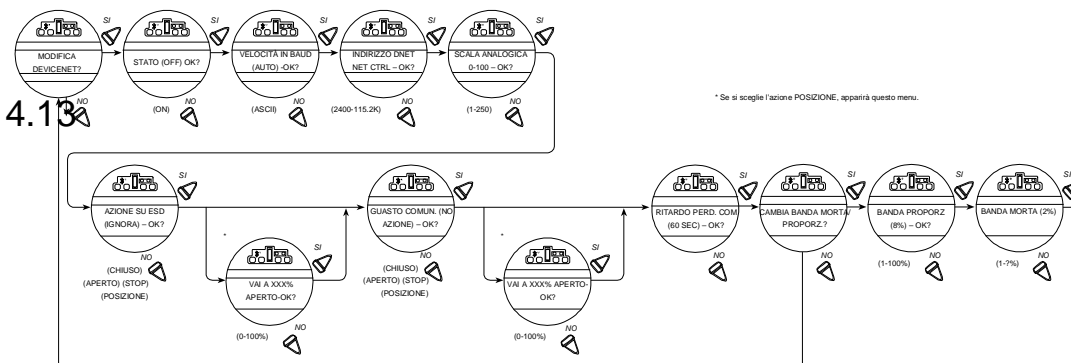 SI
SI
SI
SI
SI
MODIFICA
DEVICENET?
STATO (OFF) OK?
VELOCITÀ IN BAUD
(AUTO) -OK?
INDIRIZZO DNET
NET CTRL – OK?
SCALA ANALOGICA
0-100 – OK?
NO
NO
NO
NO
NO
4.13
(ON)
(ASCII)
(2400-115.2K)
(1-250)
* Se si sceglie l'azione POSIZIONE, apparirà questo menu.
SI
SI
SI
SI
SI
SI
AZIONE SU ESD
(IGNORA) – OK?
GUASTO COMUN. (NO
AZIONE) – OK?
RITARDO PERD. COM
(60 SEC) – OK?
CAMBIA BANDA MORTA/
PROPORZ.?
BANDA PROPORZ
(8%) – OK?
BANDA MORTA (2%)
*
*
SI
SI
NO
NO
NO
NO
NO
NO
(CHIUSO)
(APERTO) (STOP)
(POSIZIONE)
VAI A XXX%
APERTO-OK?
(CHIUSO)
(APERTO) (STOP)
(POSIZIONE)
VAI A XXX% APERTO-
OK?
(1-100%)
(1-?%)
NO
NO
(0-100%)
(0-100%)